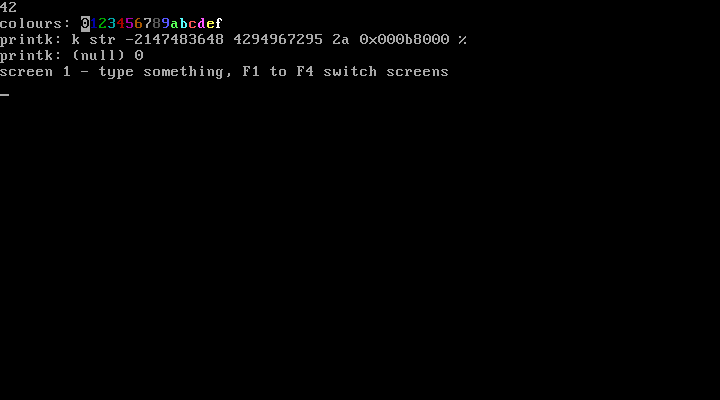 42
colours: 0123456789abcdef
printk: k str -2147483648 4294967295 2a 0x000b8000 %
printk: (null) 0
screen 1 - type something, F1 to F4 switch screens